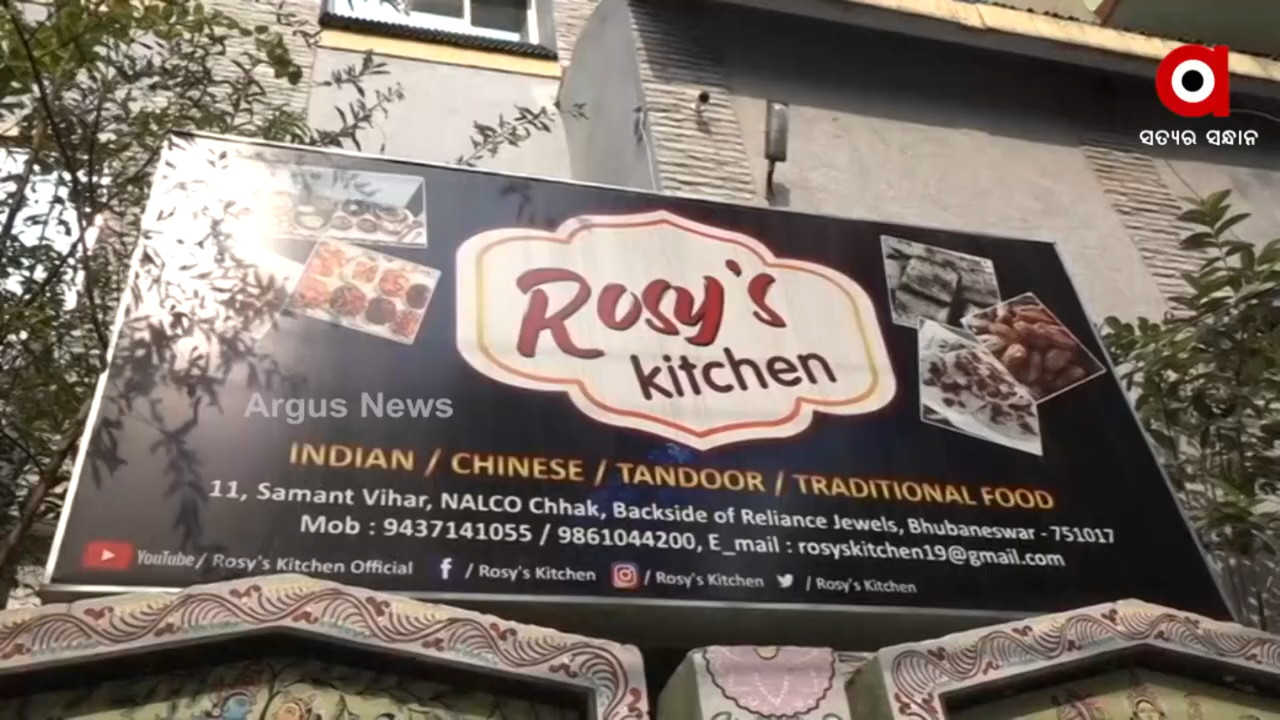 ସତ୍ୟର ସନ୍ଧାନ
Rosy's
kitchen
Argus News
INDIAN / CHINESE / TANDOOR / TRADITIONAL FOOD
11, Samant Vihar, NALCO Chhak, Backside of Reliance Jewels, Bhubaneswar - 751017
Mob : 9437141055 / 9861044200, E_mail : rosyskitchen19@gmail.com
YouTube / Rosy's Kitchen Official f / Rosy's Kitchen / Rosy's Kitchen / Rosy's Kitchen